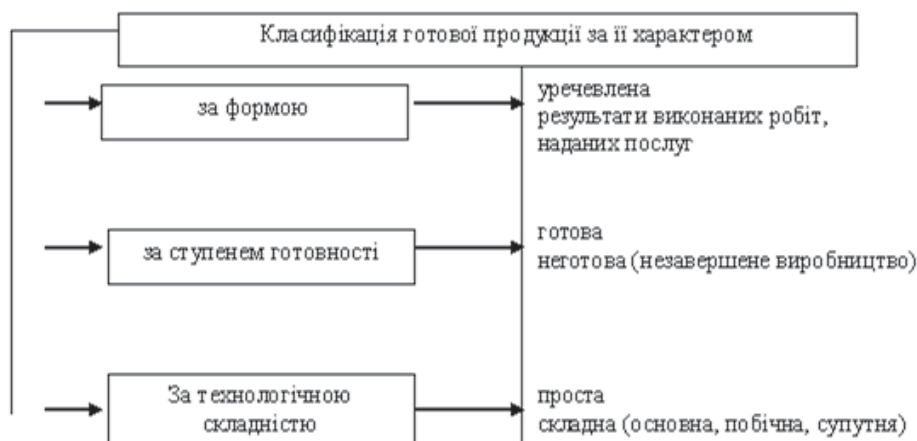 Класифікація готової продукції за її характером
за формою
уречевлена
результати виконаних робіт,
наданих послуг
за ступенем готовності
готова
неготова (незавершене виробництво)
За технологічною
складністю
проста
складна (основна, побічна, супутня)